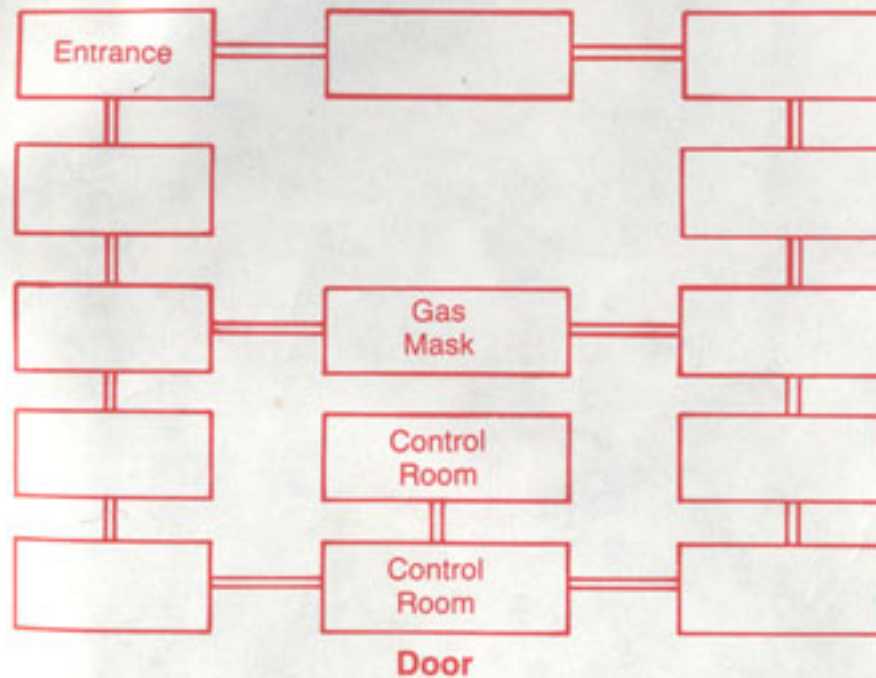 Entrance
Gas
Mask
Control
Room
Control
Room
Door